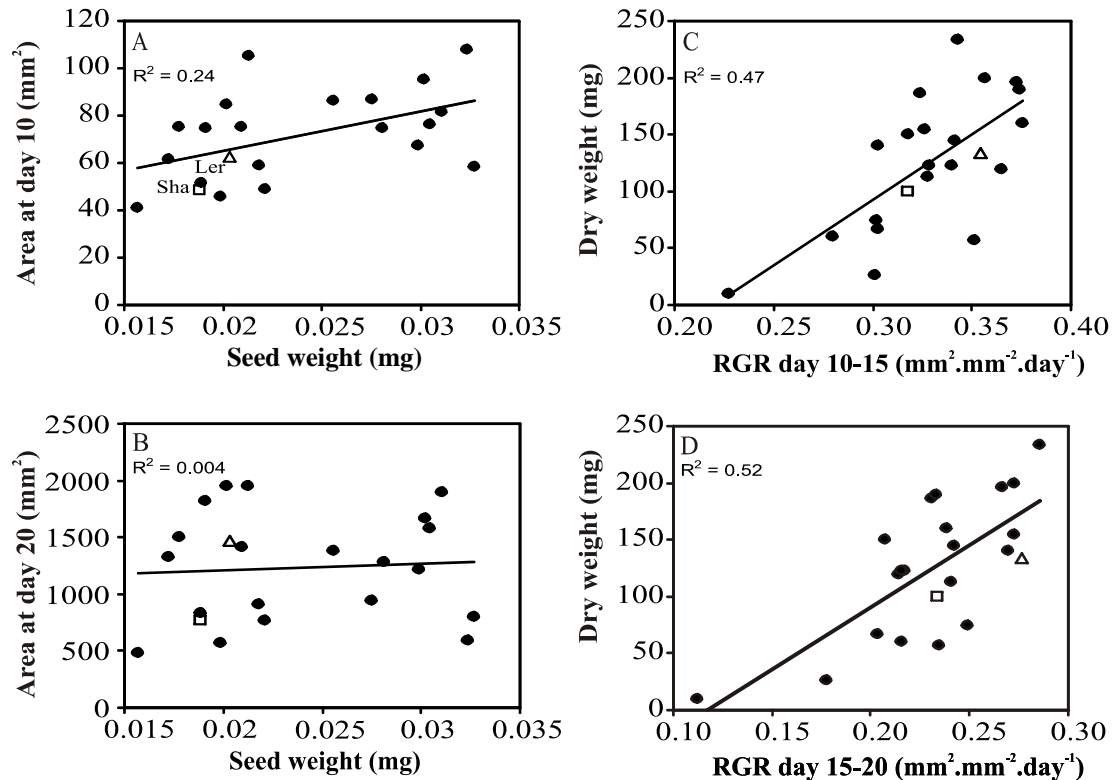 A
R² = 0.24
Ler
Sha
120
100
80
60
40
20
0
0.015
0.02
0.025
0.03
0.035
Area at day 10 (mm²)
Seed weight (mg)
C
R² = 0.47
250
200
150
100
50
0
0.20
0.25
0.30
0.35
0.40
Dry weight (mg)
RGR day 10-15 (mm².mm⁻².day⁻¹)
B
R² = 0.004
2500
2000
1500
1000
500
0
0.015
0.02
0.025
0.03
0.035
Area at day 20 (mm²)
Seed weight (mg)
D
R² = 0.52
250
200
150
100
50
0
0.10
0.20
0.30
Dry weight (mg)
RGR day 15-20 (mm².mm⁻².day⁻¹)